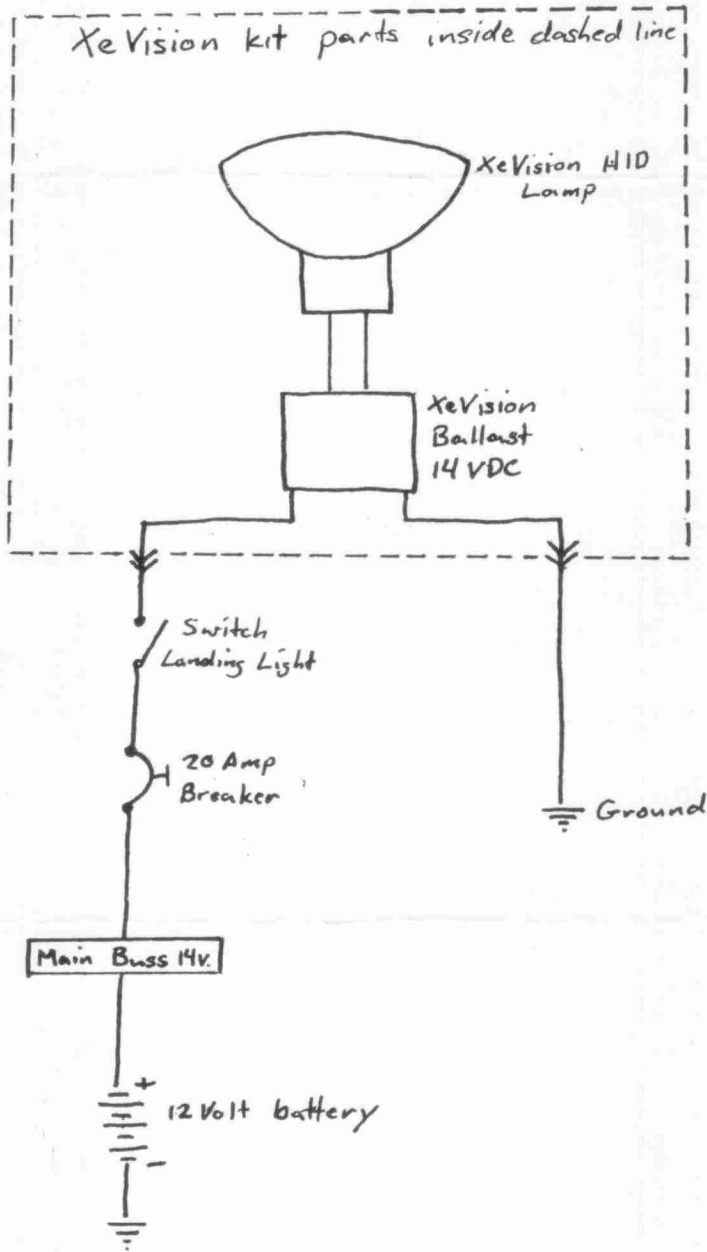 XeVision kit parts inside dashed line
XeVision HID
Lamp
XeVision
Ballast
14 VDC
Switch
Landing Light
20 Amp
Breaker
Ground
Main Buss 14v.
+
12 Volt battery
-